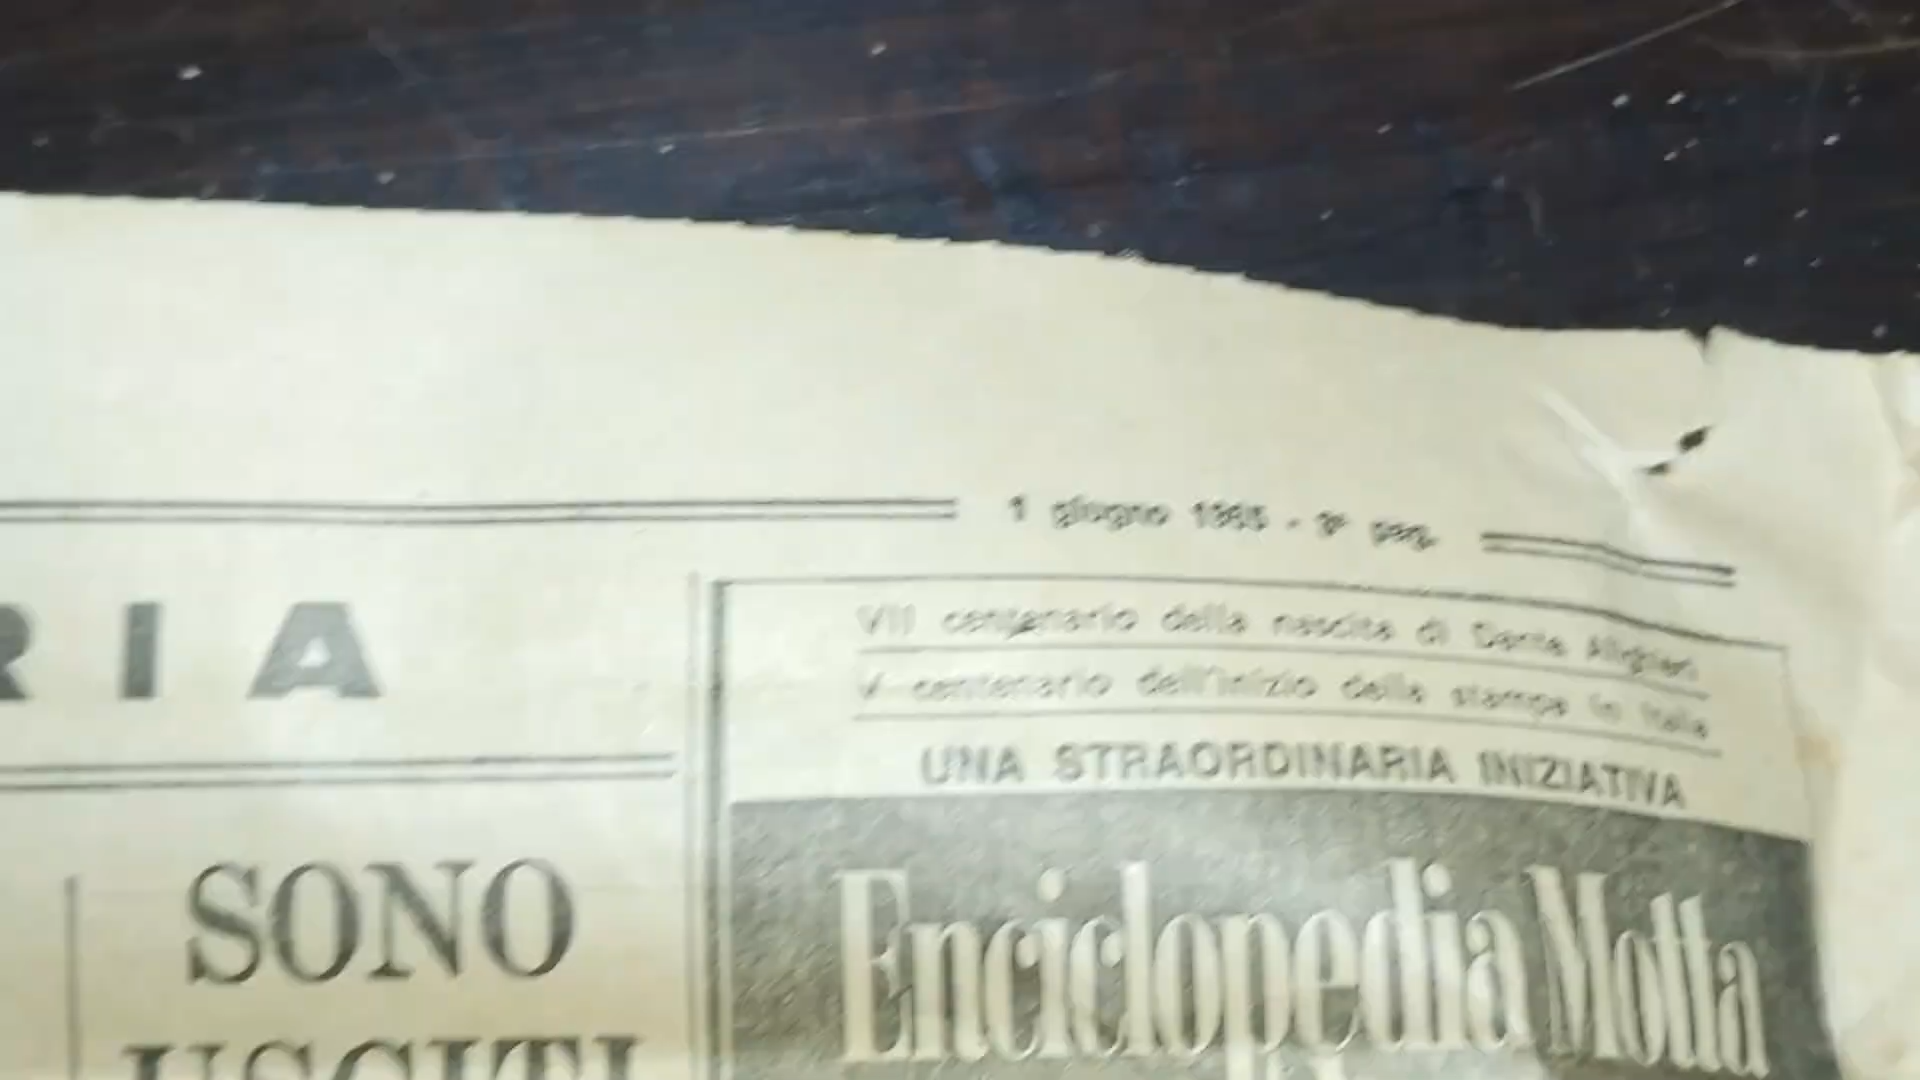 1 giugno 1965 - 3ª pag.
RIA
VII centenario della nascita di Dante Alighieri
V centenario dell'inizio della stampa in Italia
UNA STRAORDINARIA INIZIATIVA
Enciclopedia Motta
SONO
USCITI